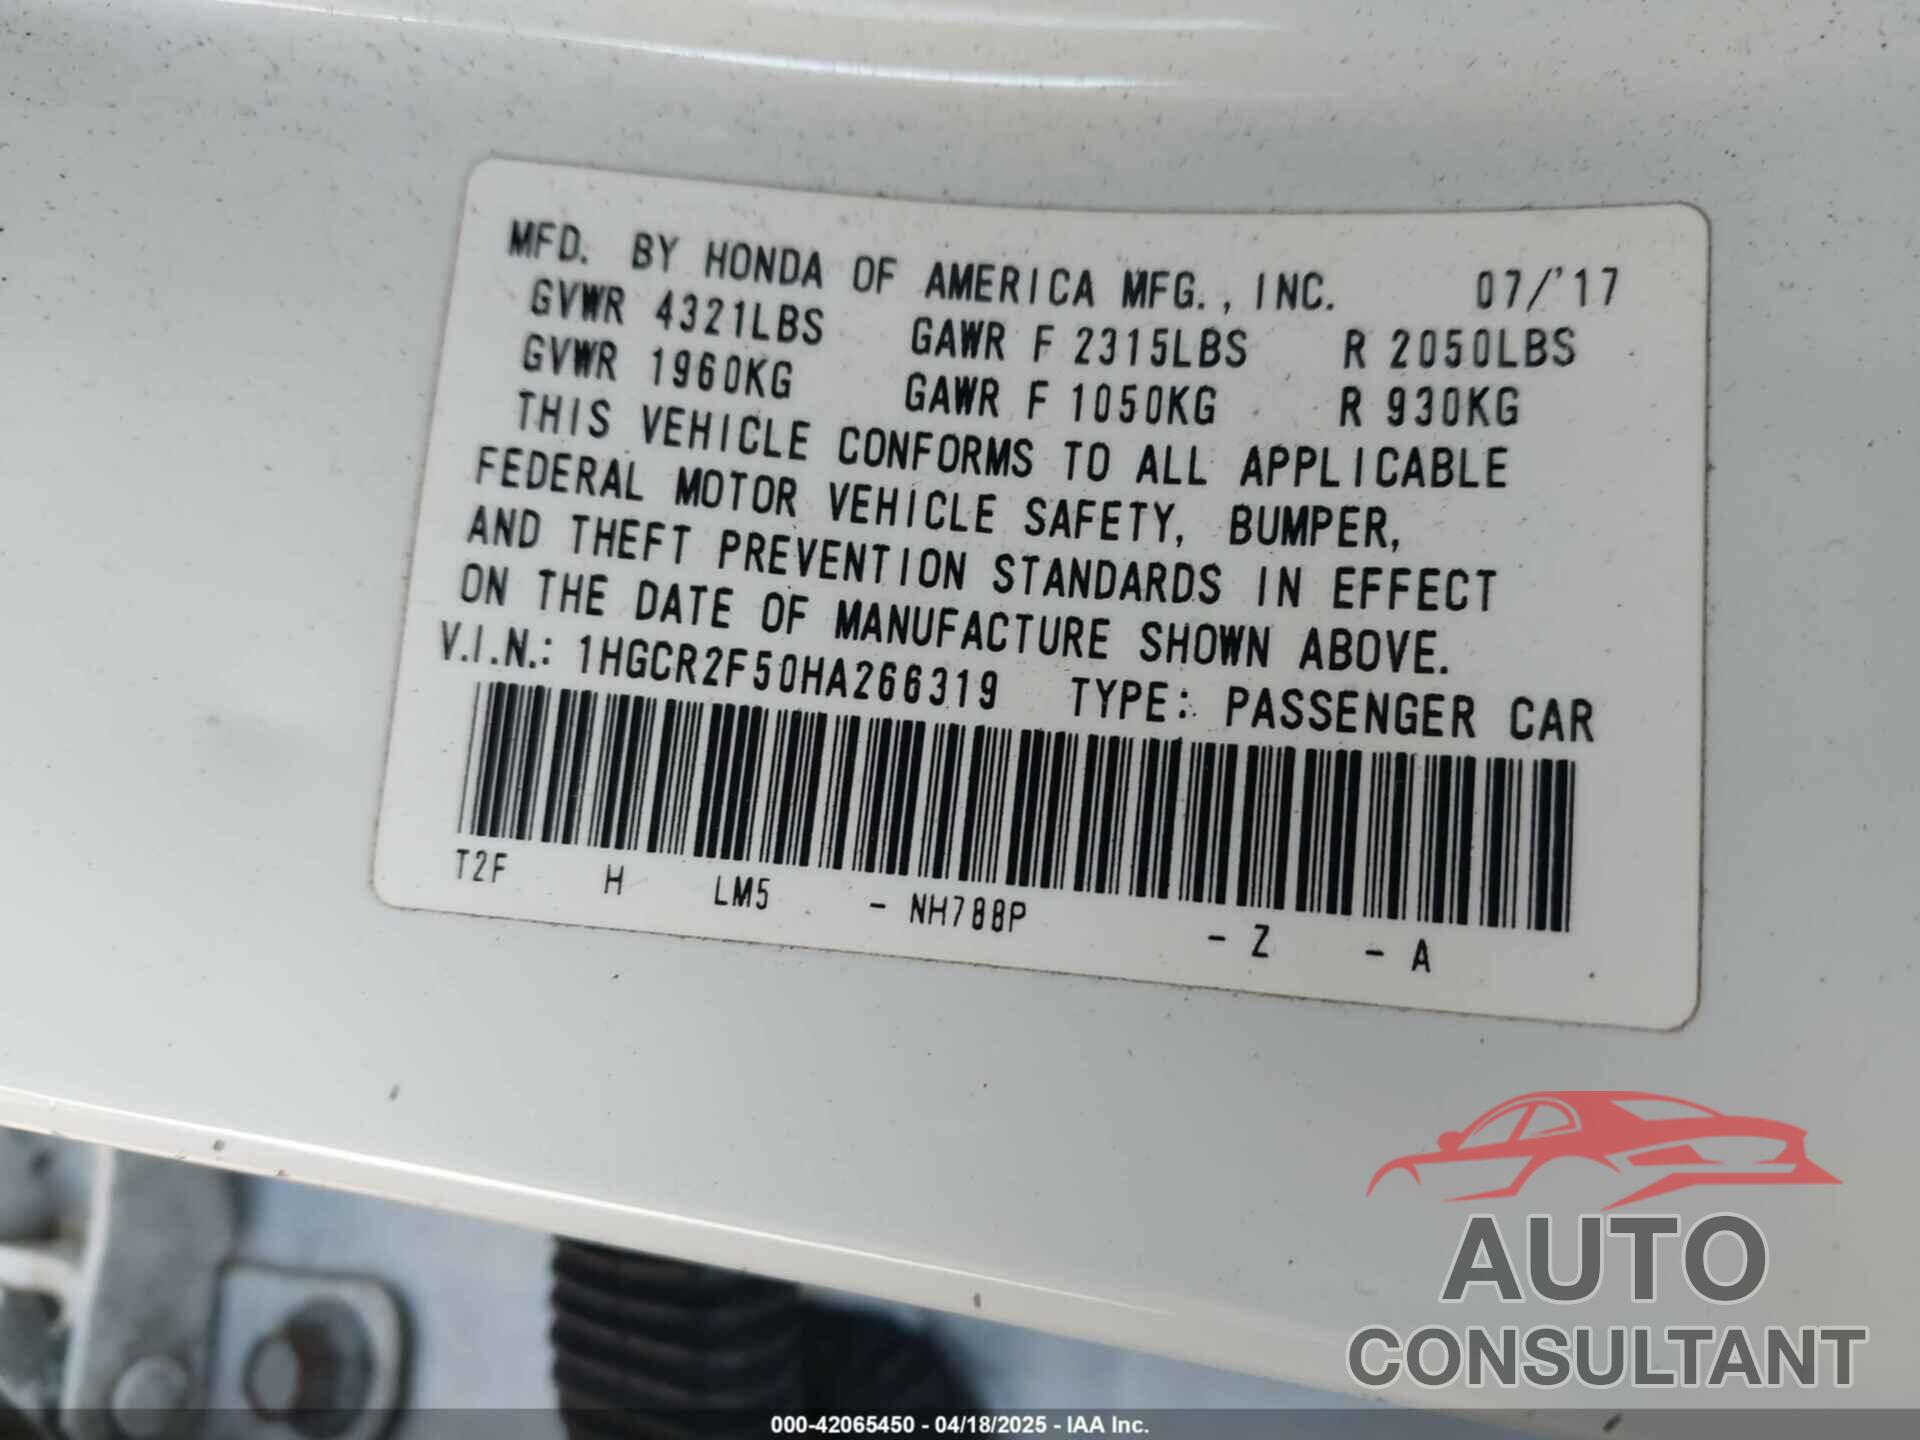 MFD. BY HONDA OF AMERICA MFG., INC. 07/'17
GVWR 4321LBS GAWR F 2315LBS R 2050LBS
GVWR 1960KG GAWR F 1050KG R 930KG
THIS VEHICLE CONFORMS TO ALL APPLICABLE
FEDERAL MOTOR VEHICLE SAFETY, BUMPER,
AND THEFT PREVENTION STANDARDS IN EFFECT
ON THE DATE OF MANUFACTURE SHOWN ABOVE.
V.I.N.: 1HGCR2F50HA266319 TYPE: PASSENGER CAR
T2F H LM5 - NH788P - Z - A
AUTO
CONSULTANT
000-42065450 - 04/18/2025 - IAA Inc.